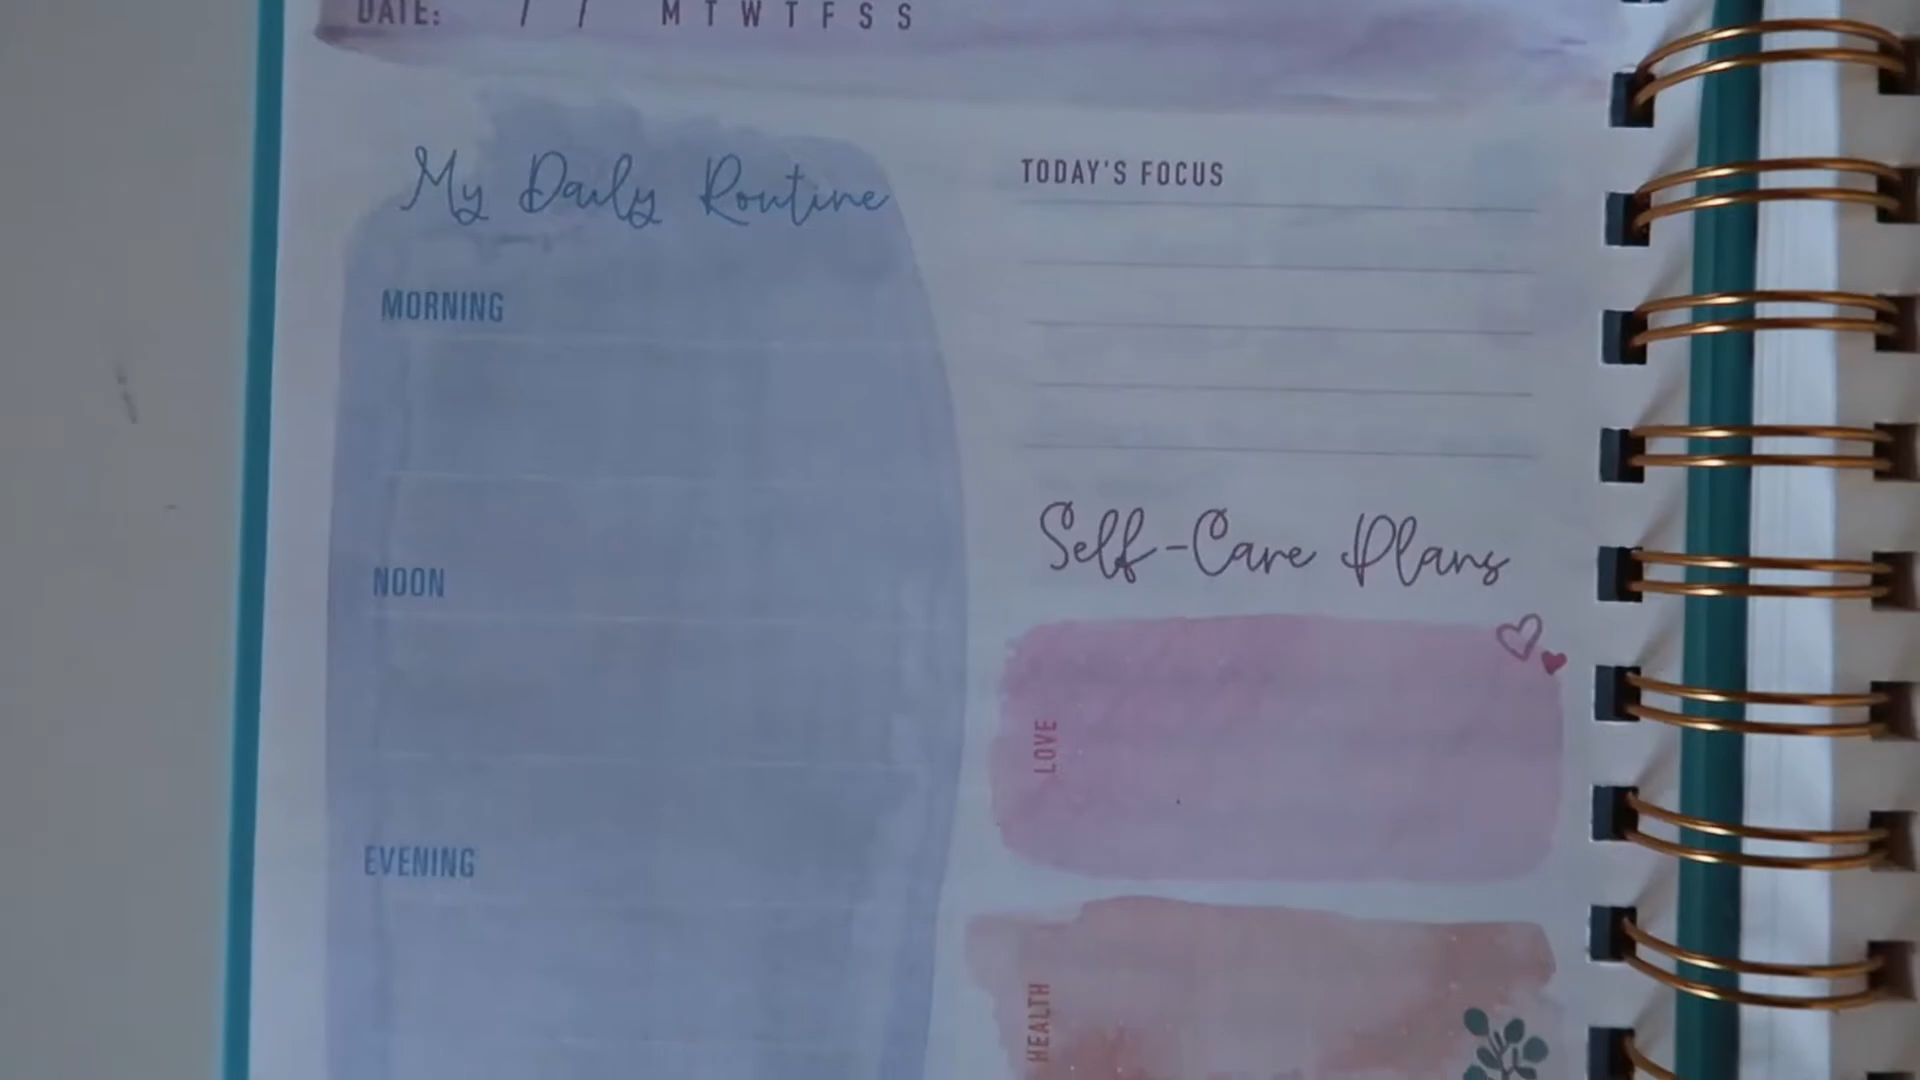 DATE: / / M T W T F S S
My Daily Routine
MORNING
NOON
EVENING
TODAY'S FOCUS
Self-Care Plans
LOVE
HEALTH